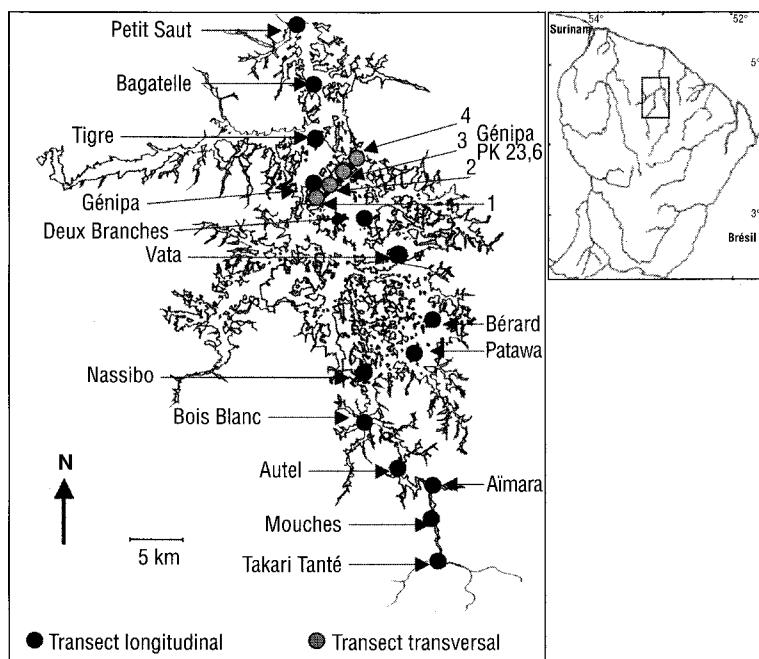 Petit Saut
Bagatelle
Tigre
4
3
Génipa
PK 23,6
2
Génipa
1
Deux Branches
Vata
Bérard
Patawa
Nassibo
Bois Blanc
Autel
Aïmara
N
Mouches
5 km
Takari Tanté
Transect longitudinal
Transect transversal
54°
52°
Surinam
5°
3°
Brésil